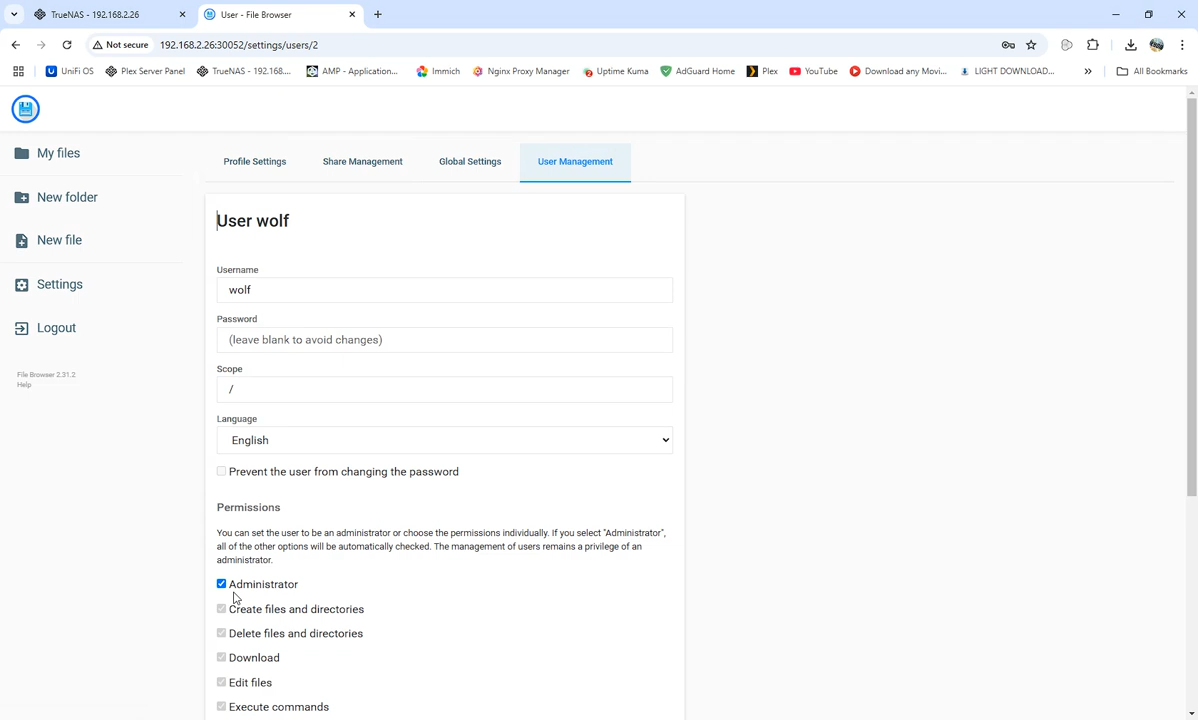 TrueNAS - 192.168.2.26
User - File Browser
Not secure
192.168.2.26:30052/settings/users/2
UniFi OS
Plex Server Panel
TrueNAS - 192.168....
AMP - Application...
Immich
Nginx Proxy Manager
Uptime Kuma
AdGuard Home
Plex
YouTube
Download any Movi...
LIGHT DOWNLOAD...
»
All Bookmarks
My files
New folder
New file
Settings
Logout
File Browser 2.31.2
Help
Profile Settings
Share Management
Global Settings
User Management
User wolf
Username
wolf
Password
(leave blank to avoid changes)
Scope
/
Language
English
Prevent the user from changing the password
Permissions
You can set the user to be an administrator or choose the permissions individually. If you select "Administrator",
all of the other options will be automatically checked. The management of users remains a privilege of an
administrator.
Administrator
Create files and directories
Delete files and directories
Download
Edit files
Execute commands